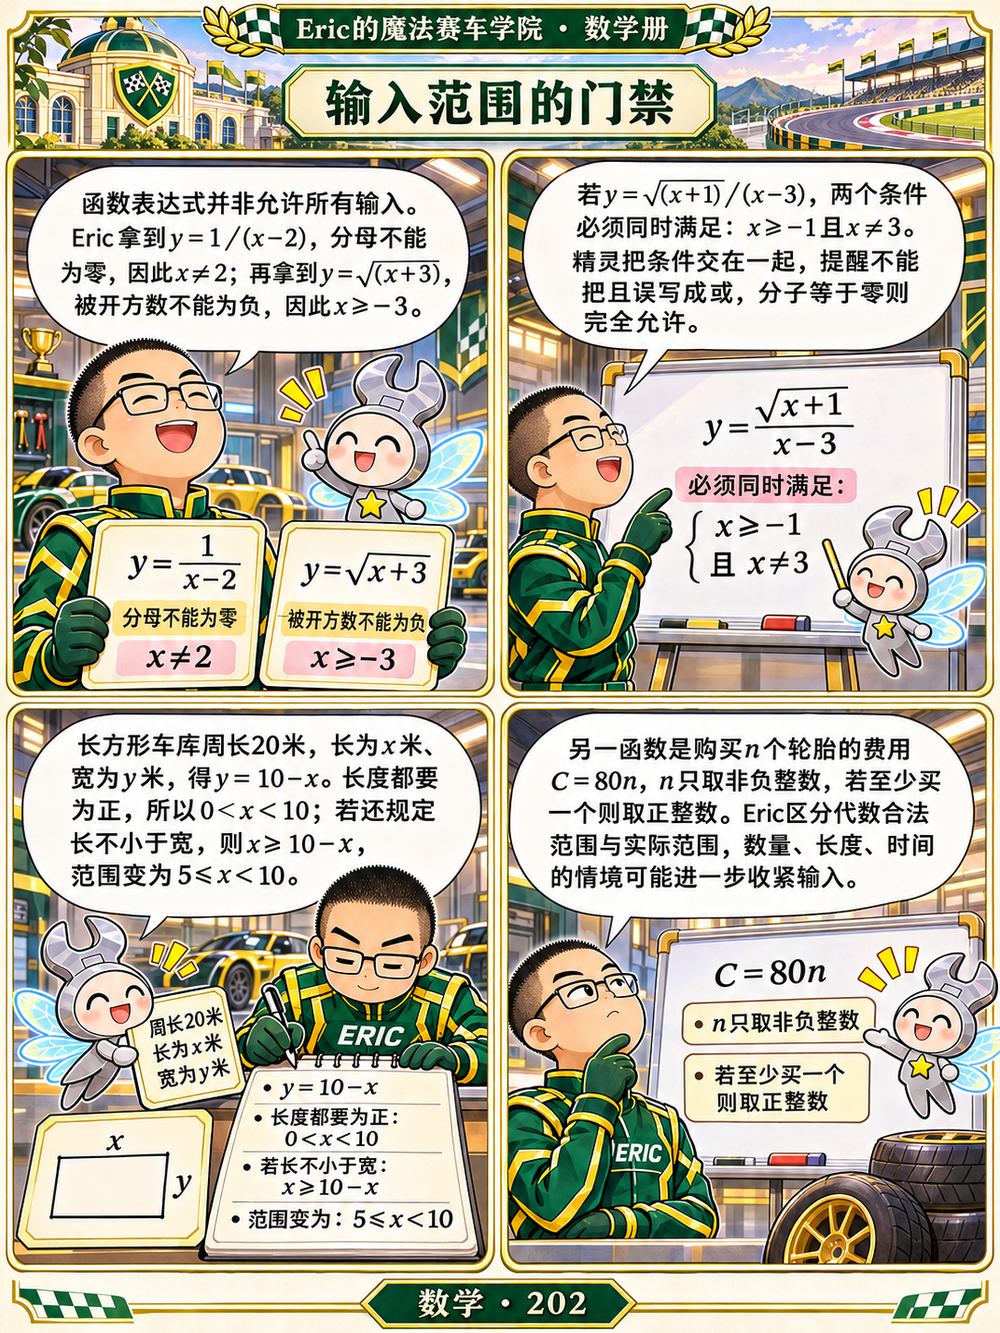 Eric的魔法赛车学院 · 数学册
输入范围的门禁
函数表达式并非允许所有输入。
Eric 拿到 y = 1/(x−2)，分母不能
为零，因此 x≠2；再拿到 y=√(x+3)，
被开方数不能为负，因此 x≥−3。
y = 1/(x−2)
分母不能为零
x≠2
y=√(x+3)
被开方数不能为负
x≥−3
若 y=√(x+1)/(x−3)，两个条件
必须同时满足：x≥−1且x≠3。
精灵把条件交在一起，提醒不能
把且误写成或，分子等于零则
完全允许。
y = √(x+1)/(x−3)
必须同时满足：
{ x≥−1
且 x≠3
长方形车库周长20米，长为x米、
宽为y米，得y = 10−x。长度都要
为正，所以0<x<10；若还规定
长不小于宽，则x≥10−x，
范围变为5≤x<10。
周长20米
长为x米
宽为y米
ERIC
• y = 10−x
• 长度都要为正：
0<x<10
• 若长不小于宽：
x≥10−x
• 范围变为：5≤x<10
x
y
另一函数是购买n个轮胎的费用
C=80n，n只取非负整数，若至少买
一个则取正整数。Eric区分代数合法
范围与实际范围，数量、长度、时间
的情境可能进一步收紧输入。
C=80n
• n只取非负整数
• 若至少买一个
则取正整数
ERIC
数学 · 202